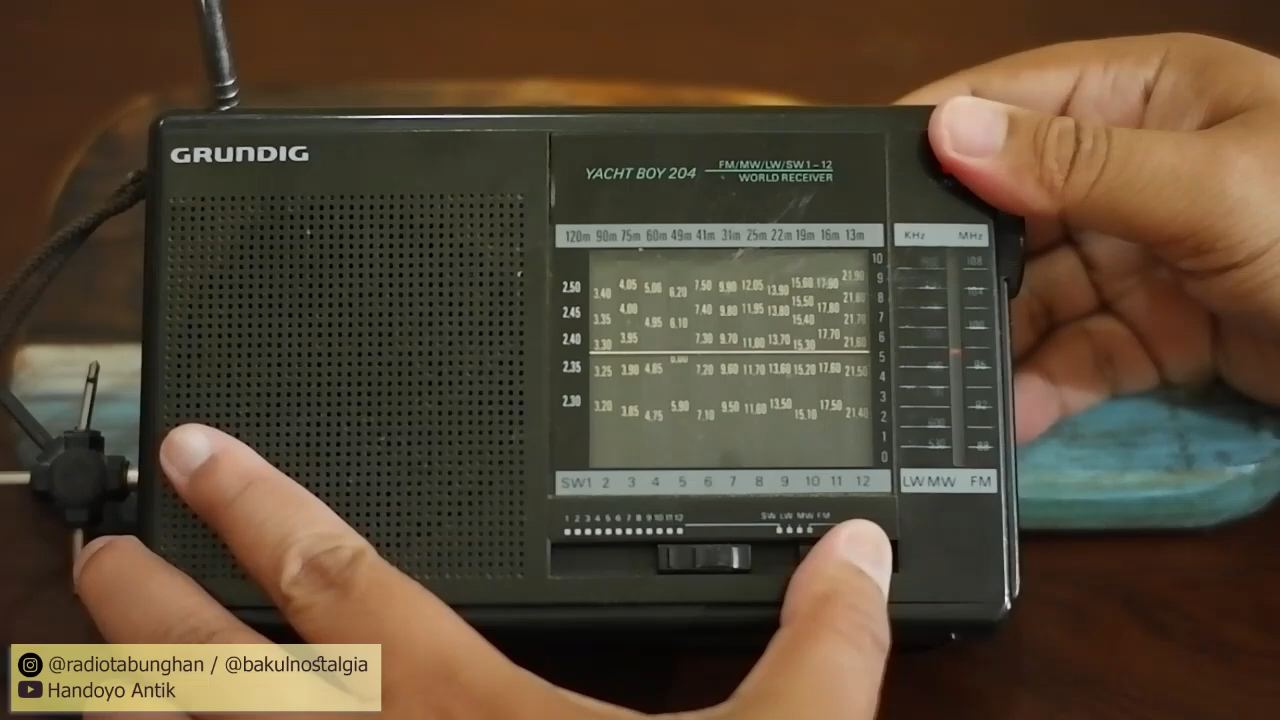 GRUNDIG
YACHT BOY 204
FM/MW/LW/SW1-12
WORLD RECEIVER
120m 90m 75m 60m 49m 41m 31m 25m 22m 19m 16m 13m
KHz MHz
10
9
8
7
6
5
4
3
2
1
0
2.50 3.40 4.05 5.06 6.20 7.50 9.90 12.05 13.90 15.60 17.90 21.90
2.45 3.35 4.00 4.95 6.10 7.40 9.80 11.95 13.80 15.50 17.80 21.80
15.40 21.70
2.40 3.30 3.95 7.30 9.70 11.80 13.70 15.30 17.70 21.60
2.35 3.25 3.90 4.85 7.20 9.60 11.70 13.60 15.20 17.60 21.50
2.30 3.20 3.85 4.75 5.90 7.10 9.50 11.60 13.50 15.10 17.50 21.40
108
104
100
88
530
SW1 2 3 4 5 6 7 8 9 10 11 12
LW MW FM
1 2 3 4 5 6 7 8 9 10 11 12 SW LW MW FM
@radiotabunghan / @bakulnostalgia
Handoyo Antik